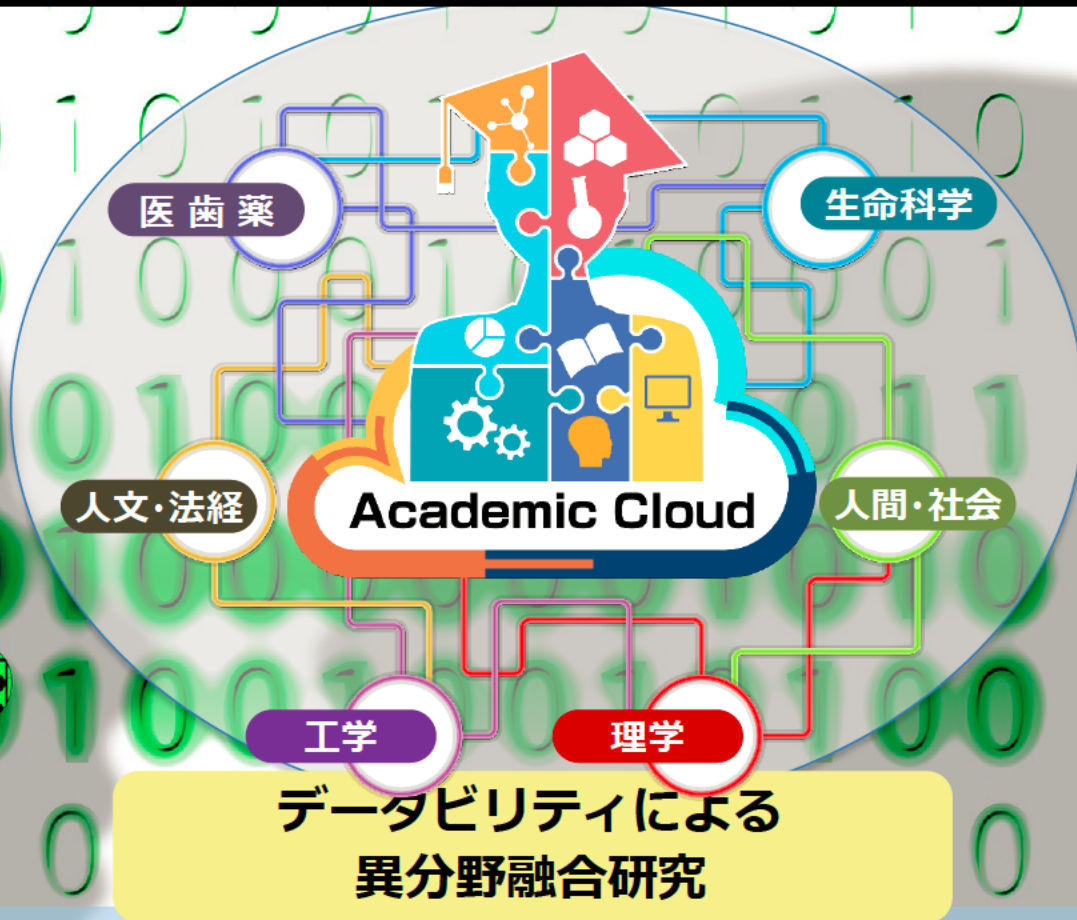 医 歯 薬
生命科学
人文・法経
Academic Cloud
人間・社会
工学
理学
データビリティによる
異分野融合研究